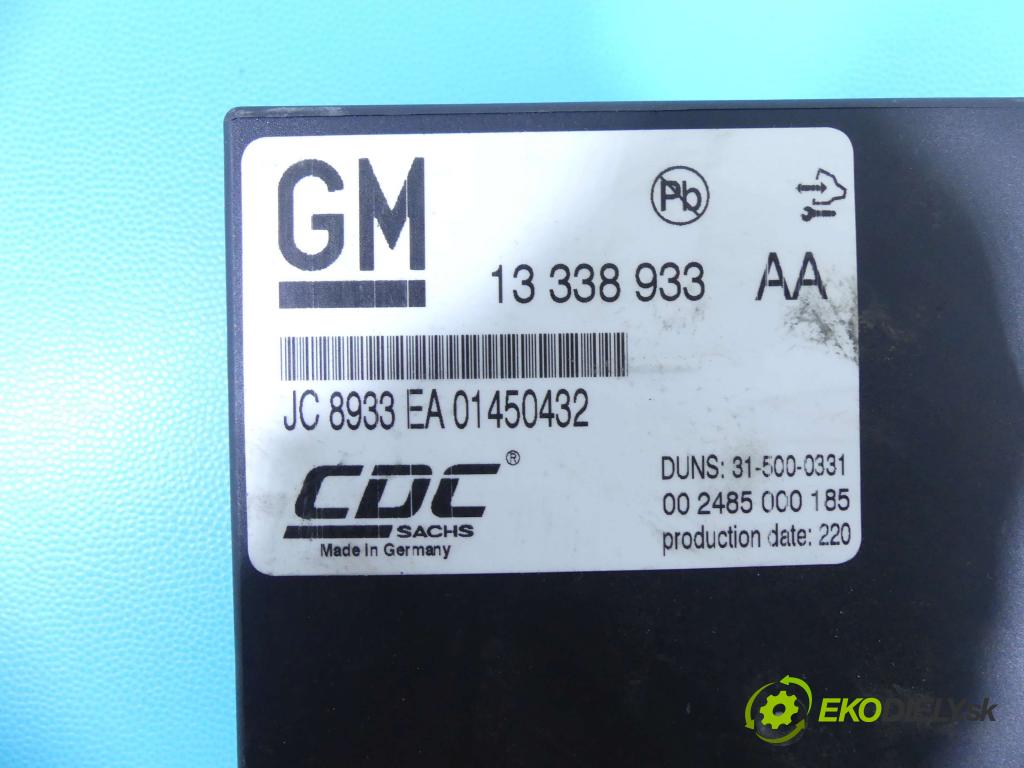 GM
Pb
13 338 933 AA
JC 8933 EA 01450432
CDC®
SACHS
Made In Germany
DUNS: 31-500-0331
00 2485 000 185
production date: 220
EKODIELY.sk